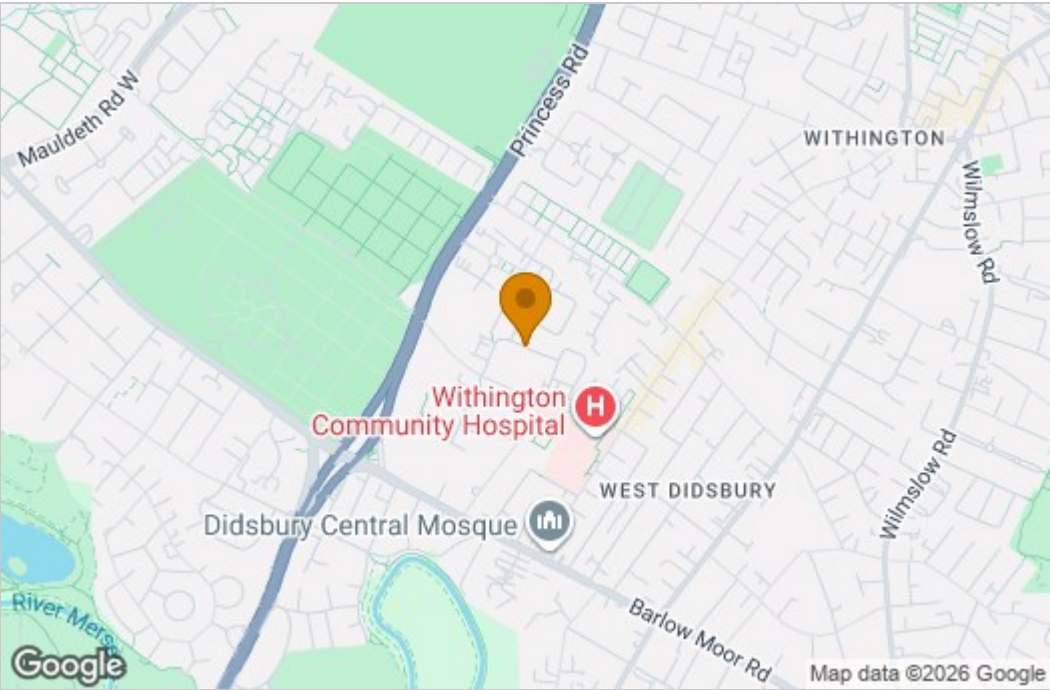 Mauldeth Rd W
Princess Rd
WITHINGTON
Wilmslow Rd
Withington
Community Hospital
H
WEST DIDSBURY
Wilmslow Rd
Didsbury Central Mosque
River Merse
Barlow Moor Rd
Google
Map data ©2026 Google